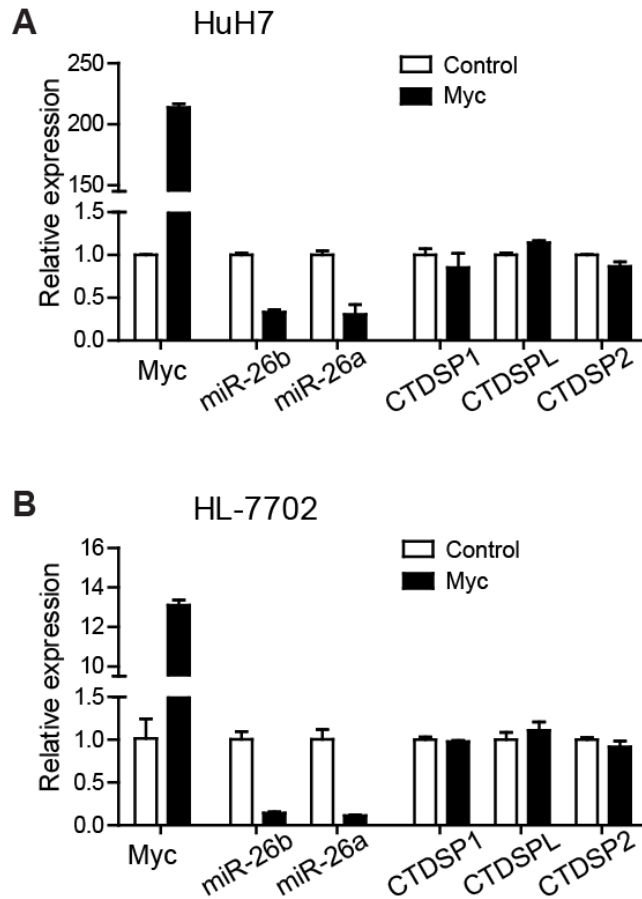 A
HuH7
Control
Myc
Relative expression
250
200
150
1.5
1.0
0.5
0.0
Myc
miR-26b
miR-26a
CTDSP1
CTDSPL
CTDSP2
B
HL-7702
Control
Myc
Relative expression
16
14
12
10
1.5
1.0
0.5
0.0
Myc
miR-26b
miR-26a
CTDSP1
CTDSPL
CTDSP2